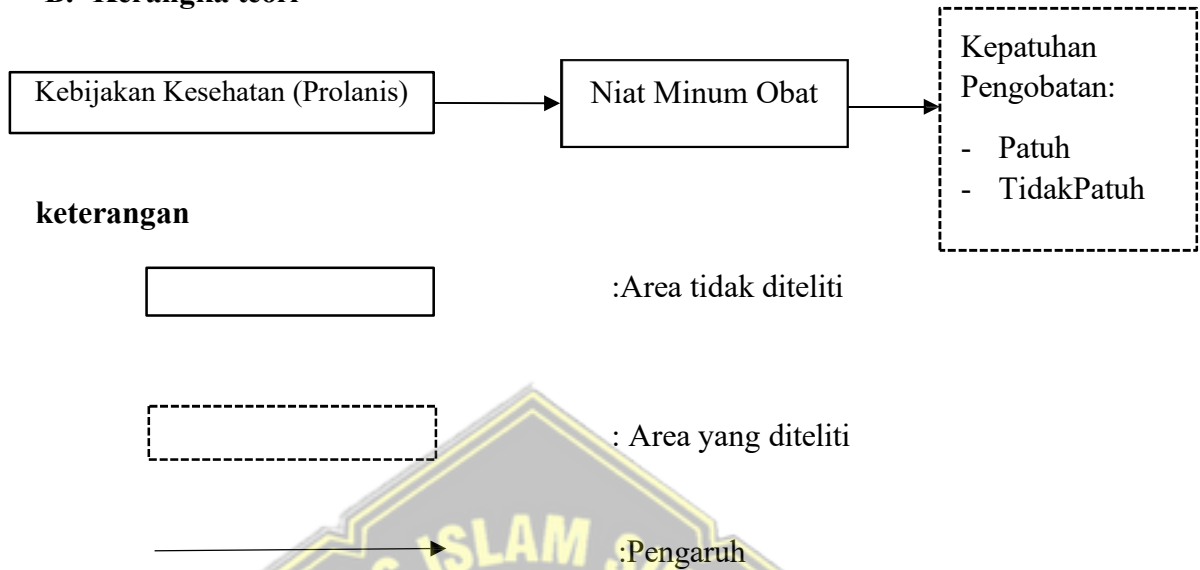 B. Kerangka teori
Kebijakan Kesehatan (Prolanis)
Niat Minum Obat
Kepatuhan
Pengobatan:
- Patuh
- TidakPatuh
keterangan
:Area tidak diteliti
: Area yang diteliti
ISLAM
:Pengaruh